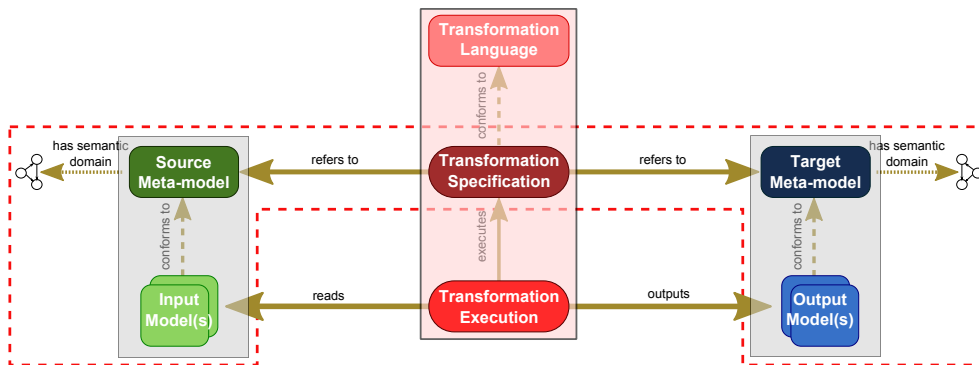 Transformation
Language
conforms to
has semantic
domain
Source
Meta-model
refers to
Transformation
Specification
refers to
Target
Meta-model
has semantic
domain
conforms to
executes
conforms to
Input
Model(s)
reads
Transformation
Execution
outputs
Output
Model(s)